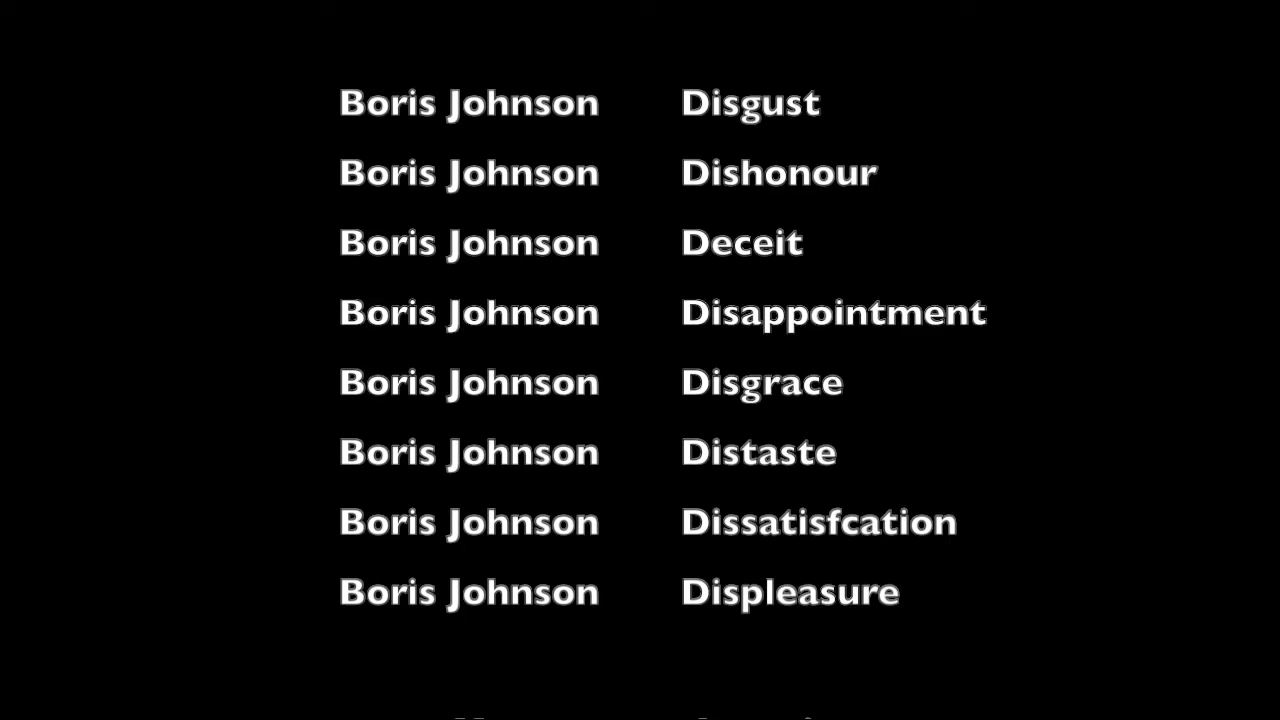 Boris Johnson Disgust
Boris Johnson Dishonour
Boris Johnson Deceit
Boris Johnson Disappointment
Boris Johnson Disgrace
Boris Johnson Distaste
Boris Johnson Dissatisfcation
Boris Johnson Displeasure